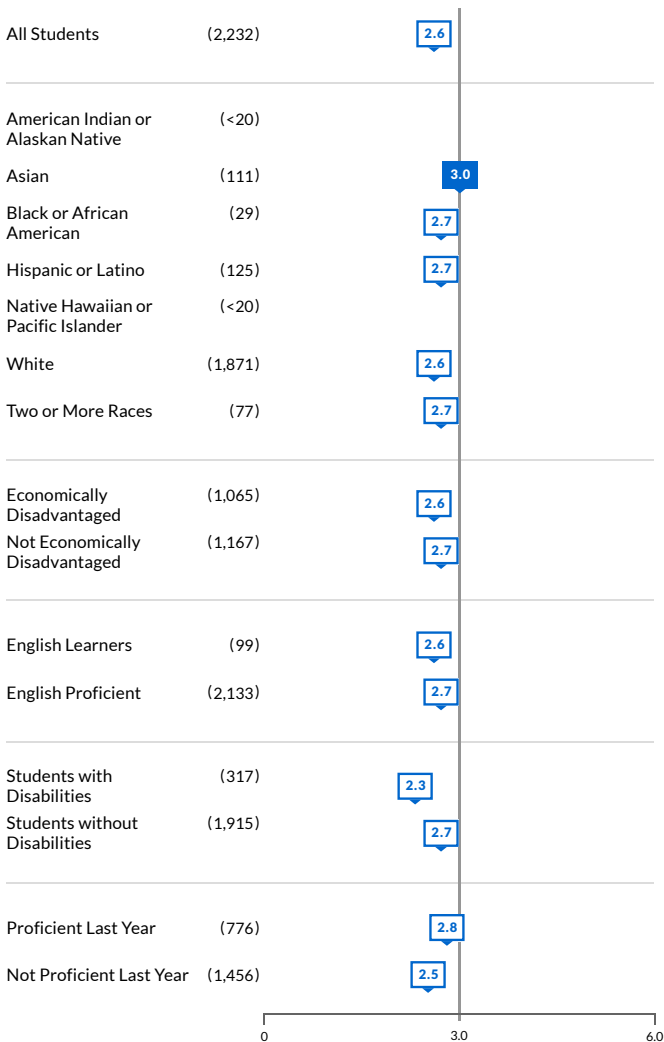 All Students (2,232) 2.6
American Indian or (<20)
Alaskan Native
Asian (111) 3.0
Black or African (29) 2.7
American
Hispanic or Latino (125) 2.7
Native Hawaiian or (<20)
Pacific Islander
White (1,871) 2.6
Two or More Races (77) 2.7
Economically (1,065) 2.6
Disadvantaged
Not Economically (1,167) 2.7
Disadvantaged
English Learners (99) 2.6
English Proficient (2,133) 2.7
Students with (317) 2.3
Disabilities
Students without (1,915) 2.7
Disabilities
Proficient Last Year (776) 2.8
Not Proficient Last Year (1,456) 2.5
0 3.0 6.0